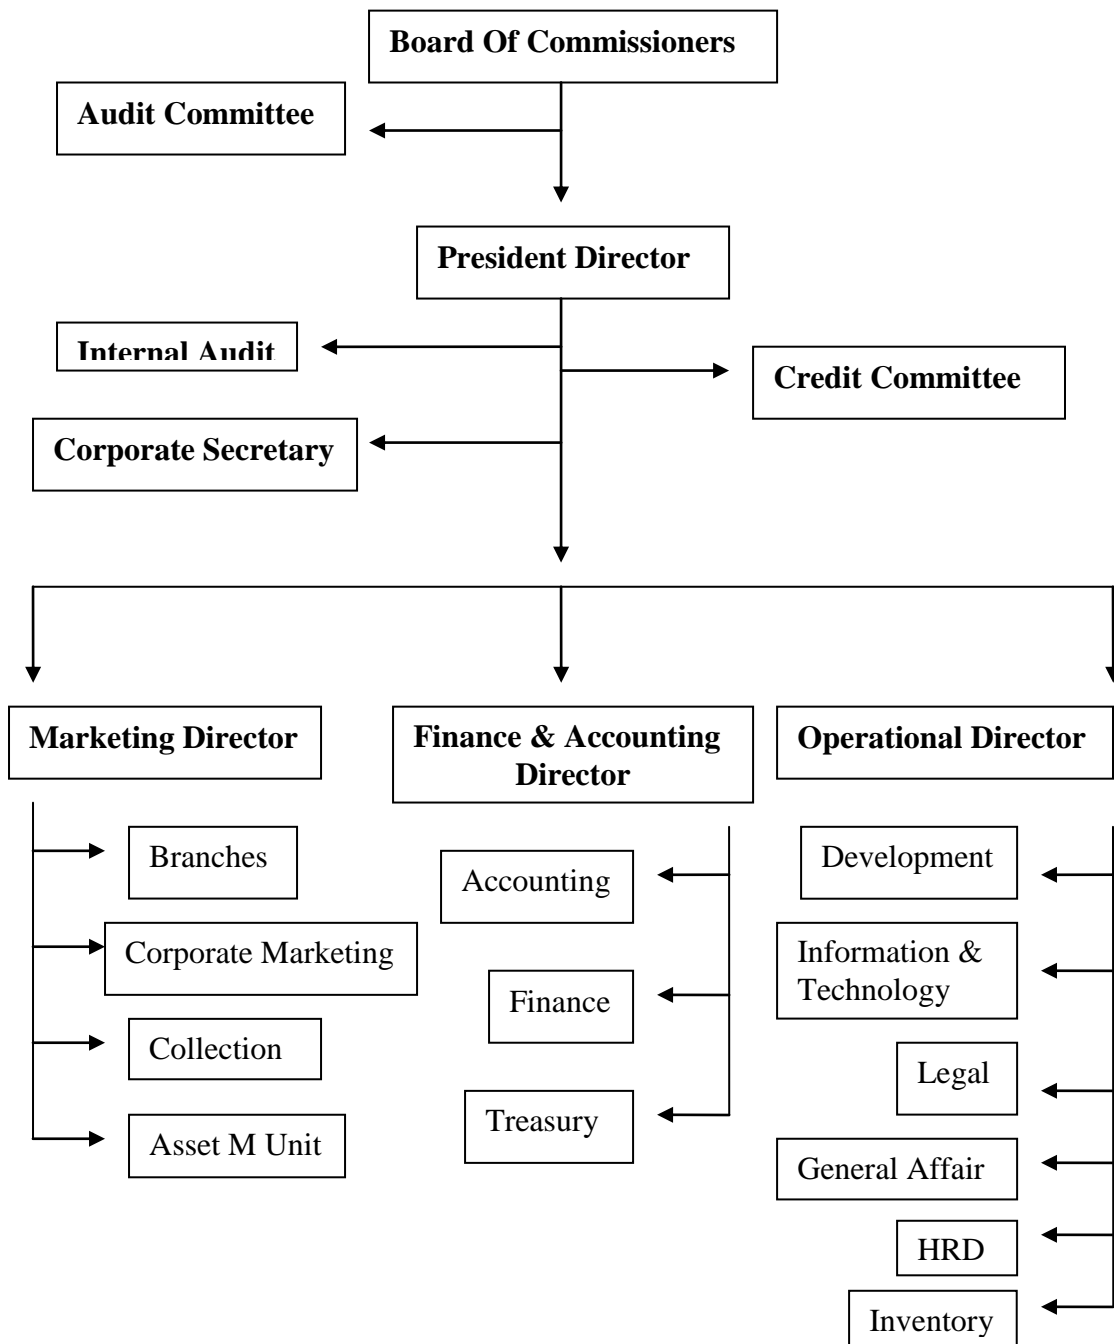 Board Of Commissioners
Audit Committee
President Director
Internal Audit
Credit Committee
Corporate Secretary
Marketing Director
Finance & Accounting
Director
Operational Director
Branches
Corporate Marketing
Collection
Asset M Unit
Accounting
Finance
Treasury
Development
Information &
Technology
Legal
General Affair
HRD
Inventory